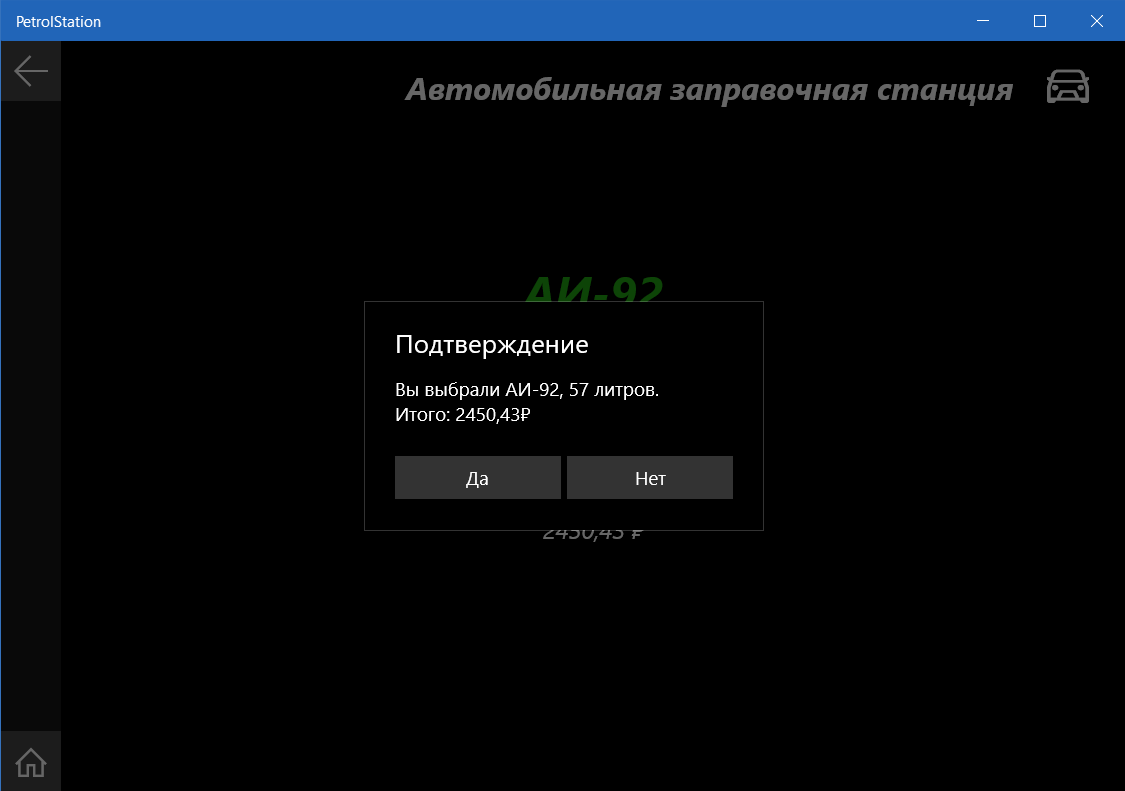 PetrolStation
Автомобильная заправочная станция
АИ-92
Подтверждение
Вы выбрали АИ-92, 57 литров.
Итого: 2450,43₽
Да
Нет
2450,43 ₽